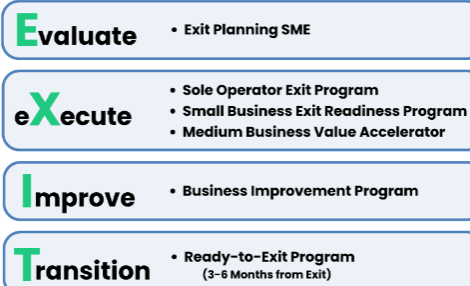 Evaluate
• Exit Planning SME
eXecute
• Sole Operator Exit Program
• Small Business Exit Readiness Program
• Medium Business Value Accelerator
Improve
• Business Improvement Program
Transition
• Ready-to-Exit Program
(3-6 Months from Exit)